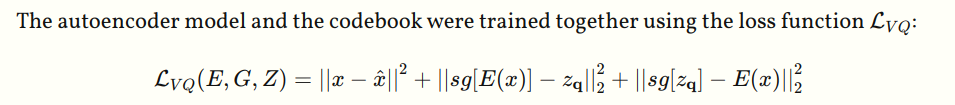 The autoencoder model and the codebook were trained together using the loss function ℒ_VQ:
ℒ_VQ(E, G, Z) = ||x − x̂||² + ||sg[E(x)] − z_𝐪||₂² + ||sg[z_𝐪] − E(x)||₂²